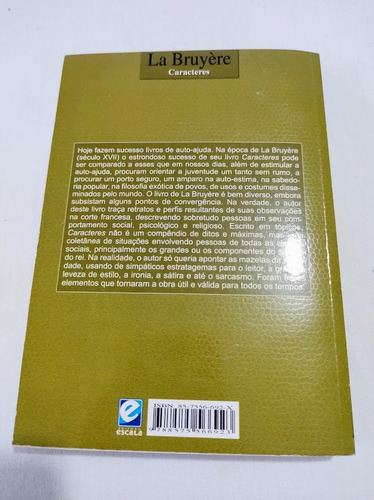 La Bruyère
Caracteres
Hoje fazem sucesso livros de auto-ajuda. Na época de La Bruyère
(século XVII) o estrondoso sucesso de seu livro Caracteres pode
ser comparado a esses que em nossos dias, além de estimular a
auto-ajuda, procuram orientar a juventude um tanto sem rumo, a
procurar um porto seguro, um amparo na auto-estima, na sabedo-
ria popular, na filosofia exótica de povos, de usos e costumes disse-
minados pelo mundo. O livro de La Bruyère é bem diverso, embora
subsistam alguns pontos de convergência. Na verdade, o autor
deste livro traça retratos e perfis resultantes de suas observações
na corte francesa, descrevendo sobretudo pessoas em seu com-
portamento social, psicológico e religioso. Escrito em tópicos,
Caracteres não é um compêndio de ditos e máximas, mas
coletânea de situações envolvendo pessoas de todas as
sociais, principalmente os grandes ou os componentes do
do rei. Na realidade, o autor só queria apontar as mazelas da
dade, usando de simpáticos estratagemas para o leitor, a
leveza de estilo, a ironia, a sátira e até o sarcasmo. Foram
elementos que tornaram a obra útil e válida para todos os tempos
ISBN 85-7556-692-X
9788575566923
e
escala